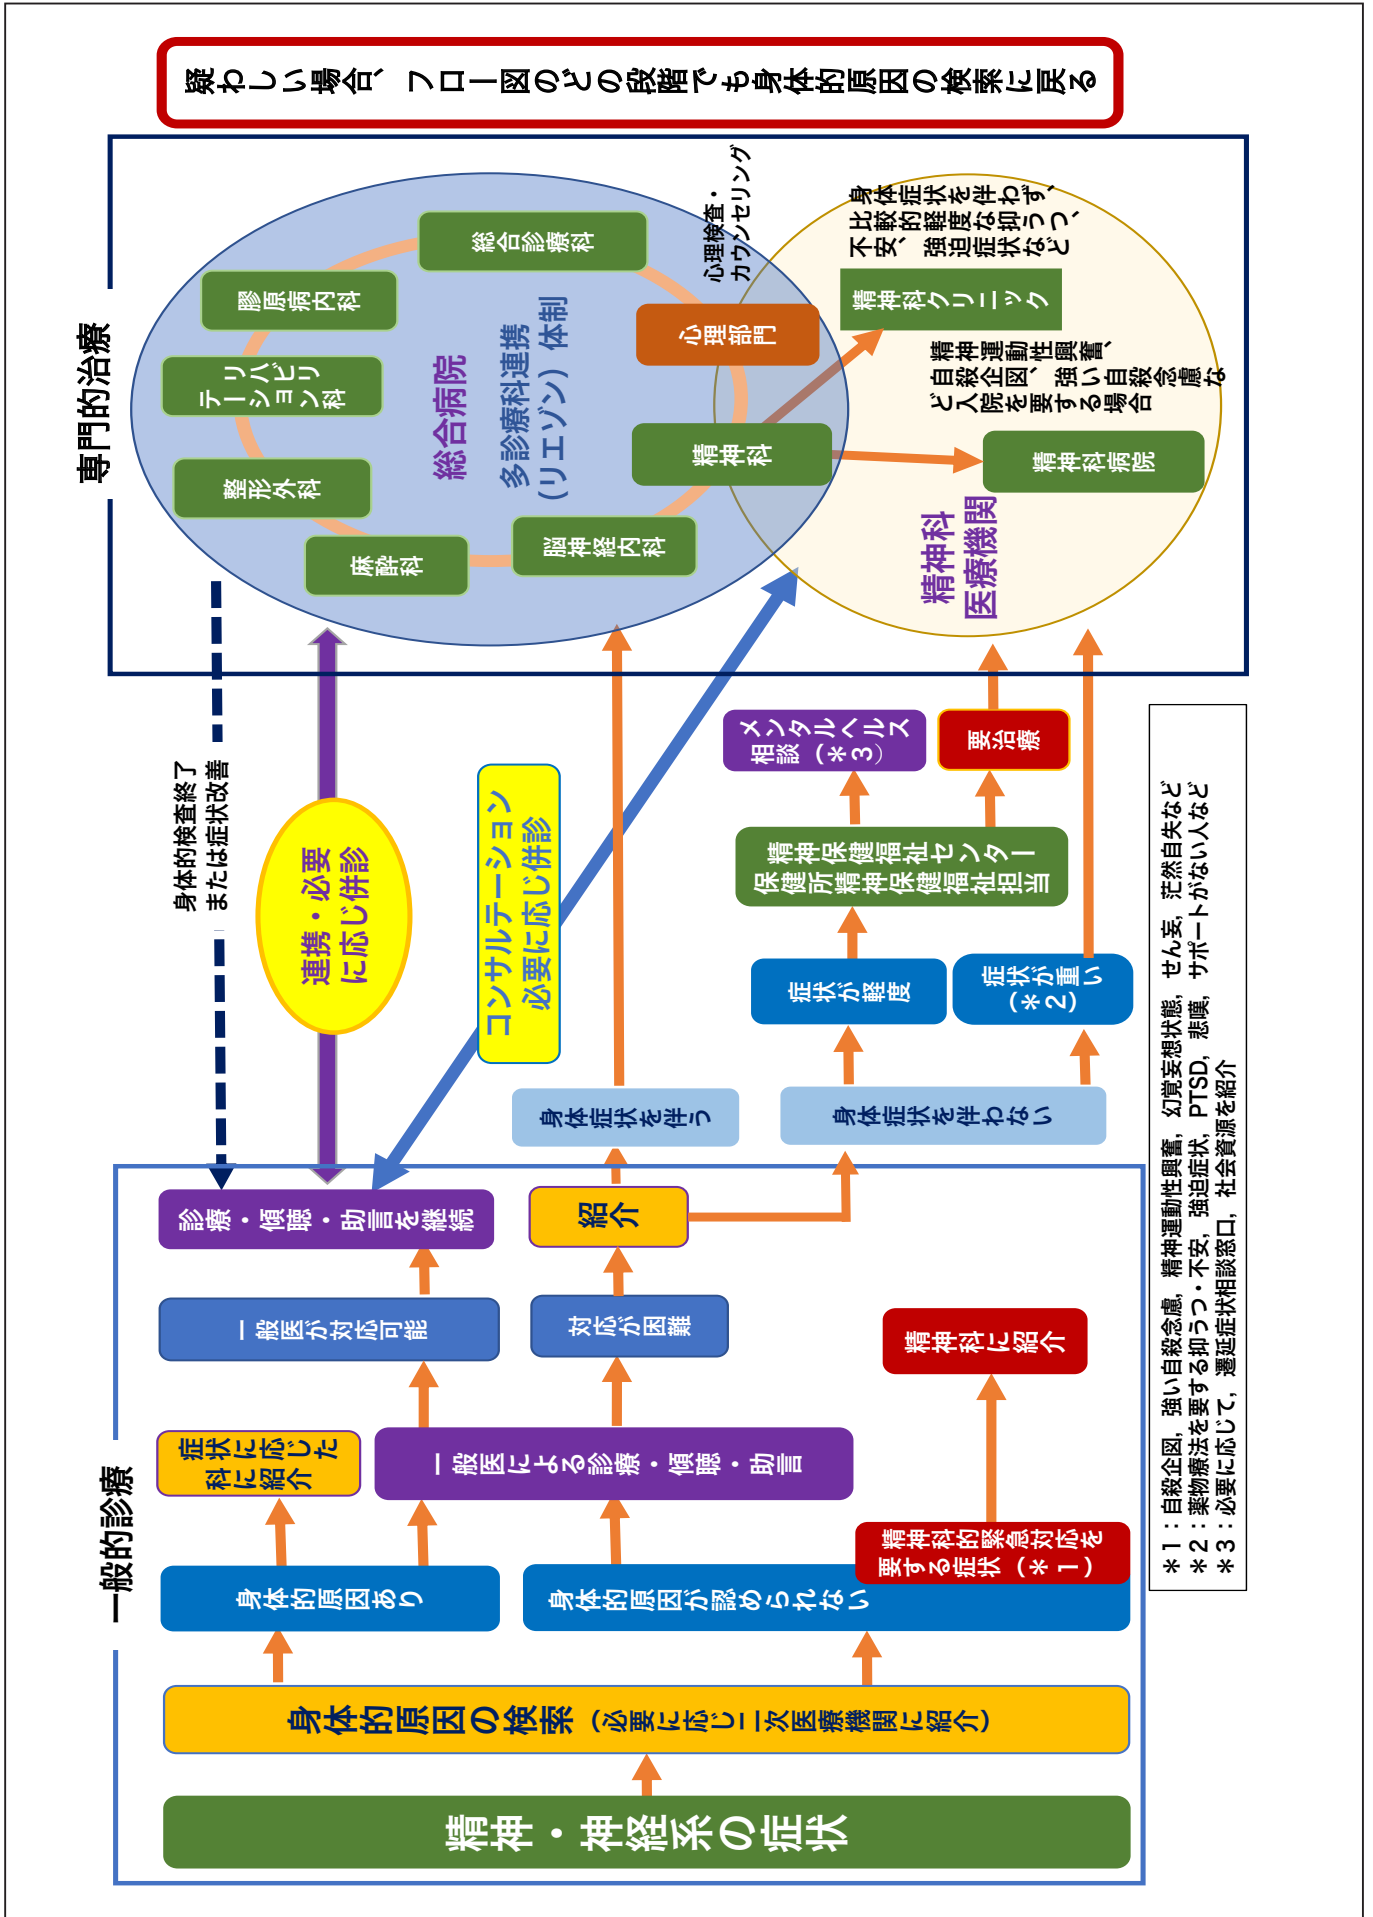 疑わしい場合、フロー図のどの段階でも身体的原因の検索に戻る
一般的診療
精神・神経系の症状
身体的原因の検索（必要に応じ二次医療機関に紹介）
身体的原因あり
身体的原因が認められない
精神科的緊急対応を
要する症状（＊１）
症状に応じた
科に紹介
一般医による診療・傾聴・助言
精神科に紹介
一般医が対応可能
対応が困難
診療・傾聴・助言を継続
紹介
身体症状を伴う
身体症状を伴わない
症状が軽度
症状が重い
（＊２）
精神保健福祉センター
保健所精神保健福祉担当
メンタルヘルス
相談（＊３）
要治療
身体的検査終了
または症状改善
連携・必要
に応じ併診
コンサルテーション
必要に応じ併診
専門的治療
総合病院
多診療科連携
（リエゾン）体制
麻酔科
整形外科
リハビリ
テーション科
膠原病内科
総合診療科
心理部門
精神科
脳神経内科
心理検査・
カウンセリング
精神科
医療機関
身体症状を伴わず、
比較的軽度な抑うつ、
不安、強迫症状など
精神科クリニック
精神運動性興奮、
自殺企図、強い自殺念慮な
ど入院を要する場合
精神科病院
＊１：自殺企図，強い自殺念慮，精神運動性興奮，幻覚妄想状態，せん妄，茫然自失など
＊２：薬物療法を要する抑うつ・不安，強迫症状，PTSD，悲嘆，サポートがない人など
＊３：必要に応じて，遷延症状相談窓口，社会資源を紹介